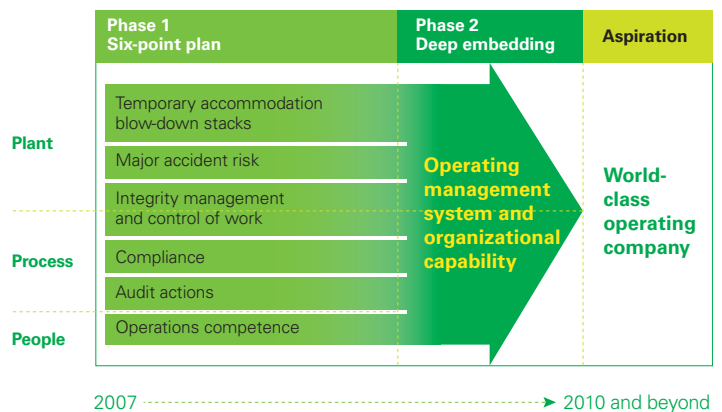 Phase 1
Six-point plan
Phase 2
Deep embedding
Aspiration
Plant
Process
People
Temporary accommodation
blow-down stacks
Major accident risk
Integrity management
and control of work
Compliance
Audit actions
Operations competence
Operating
management
system and
organizational
capability
World-
class
operating
company
2007
2010 and beyond